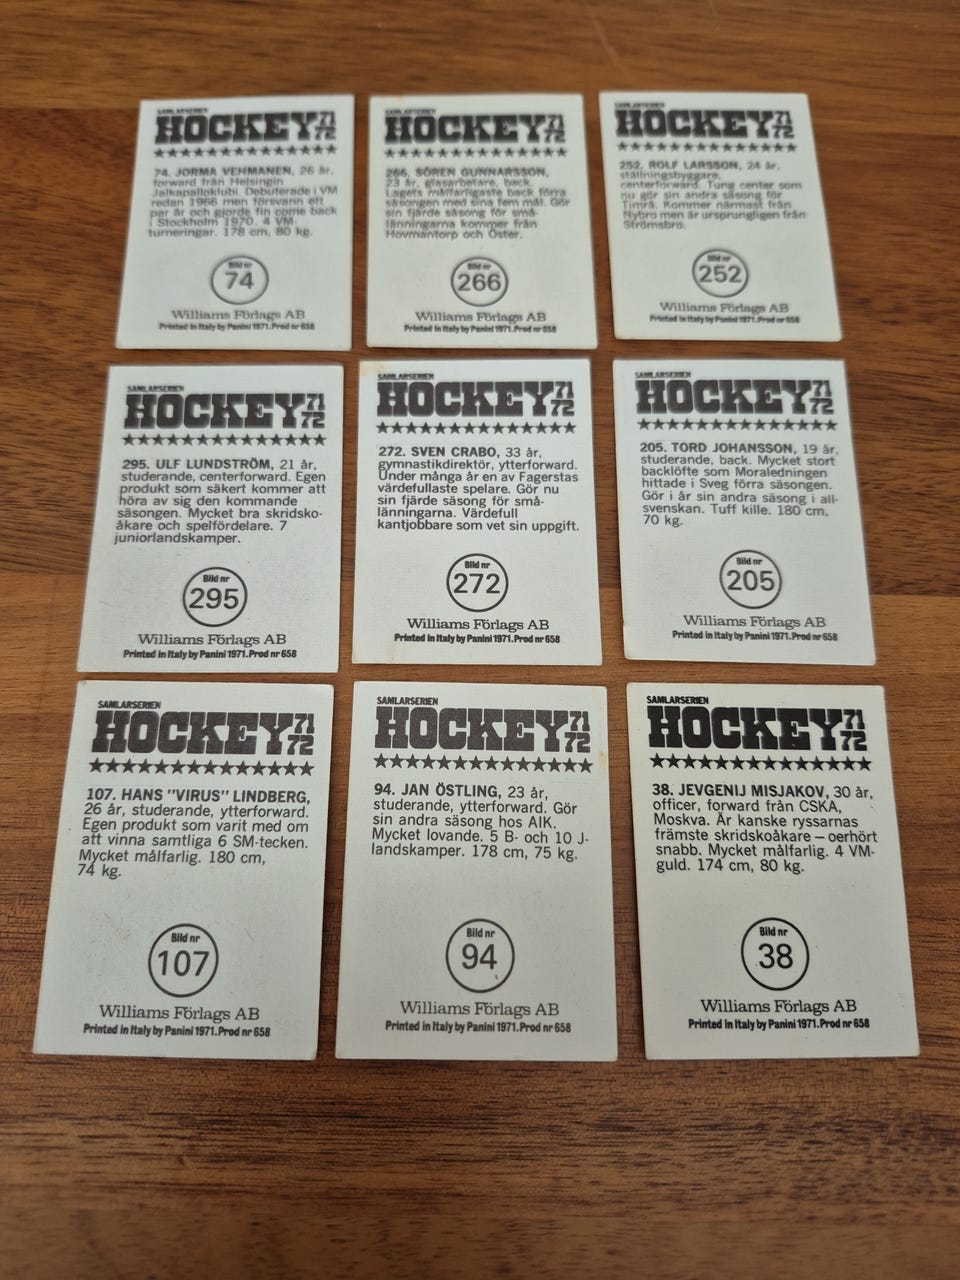 SAMLARSERIEN
HOCKEY 71 72
74. JORMA VEHMANEN, 26 år,
forward från Helsingin
Jalkapalloklubi. Debuterade i VM
redan 1966 men försvann ett
par år och gjorde fin come back
i Stockholm 1970. 4 VM-
turneringar. 178 cm, 80 kg.
Bild nr
74
Williams Förlags AB
Printed in Italy by Panini 1971. Prod nr 658
SAMLARSERIEN
HOCKEY 71 72
266. SÖREN GUNNARSSON,
23 år, glasarbetare, back.
Lagets målfarligaste back förra
säsongen med sina fem mål. Gör
sin fjärde säsong för små-
länningarna kommer från
Hovmantorp och Öster.
Bild nr
266
Williams Förlags AB
Printed in Italy by Panini 1971. Prod nr 658
SAMLARSERIEN
HOCKEY 71 72
252. ROLF LARSSON, 24 år,
ställningsbyggare,
centerforward. Tung center som
nu gör sin andra säsong för
Timrå. Kommer närmast från
Nybro men är ursprungligen från
Strömsbro.
Bild nr
252
Williams Förlags AB
Printed in Italy by Panini 1971. Prod nr 658
SAMLARSERIEN
HOCKEY 71 72
295. ULF LUNDSTRÖM, 21 år,
studerande, centerforward. Egen
produkt som säkert kommer att
höra av sig den kommande
säsongen. Mycket bra skridsko-
åkare och spelfördelare. 7
juniorlandskamper.
Bild nr
295
Williams Förlags AB
Printed in Italy by Panini 1971. Prod nr 658
SAMLARSERIEN
HOCKEY 71 72
272. SVEN CRABO, 33 år,
gymnastikdirektör, ytterforward.
Under många år en av Fagerstas
värdefullaste spelare. Gör nu
sin fjärde säsong för små-
länningarna. Värdefull
kantjobbare som vet sin uppgift.
Bild nr
272
Williams Förlags AB
Printed in Italy by Panini 1971. Prod nr 658
SAMLARSERIEN
HOCKEY 71 72
205. TORD JOHANSSON, 19 år,
studerande, back. Mycket stort
backlöfte som Moraledningen
hittade i Sveg förra säsongen.
Gör i år sin andra säsong i all-
svenskan. Tuff kille. 180 cm,
70 kg.
Bild nr
205
Williams Förlags AB
Printed in Italy by Panini 1971. Prod nr 658
SAMLARSERIEN
HOCKEY 71 72
107. HANS "VIRUS" LINDBERG,
26 år, studerande, ytterforward.
Egen produkt som varit med om
att vinna samtliga 6 SM-tecken.
Mycket målfarlig. 180 cm,
74 kg.
Bild nr
107
Williams Förlags AB
Printed in Italy by Panini 1971. Prod nr 658
SAMLARSERIEN
HOCKEY 71 72
94. JAN ÖSTLING, 23 år,
studerande, ytterforward. Gör
sin andra säsong hos AIK.
Mycket lovande. 5 B- och 10 J-
landskamper. 178 cm, 75 kg.
Bild nr
94
Williams Förlags AB
Printed in Italy by Panini 1971. Prod nr 658
SAMLARSERIEN
HOCKEY 71 72
38. JEVGENIJ MISJAKOV, 30 år,
officer, forward från CSKA,
Moskva. Är kanske ryssarnas
främste skridskoåkare – oerhört
snabb. Mycket målfarlig. 4 VM-
guld. 174 cm, 80 kg.
Bild nr
38
Williams Förlags AB
Printed in Italy by Panini 1971. Prod nr 658